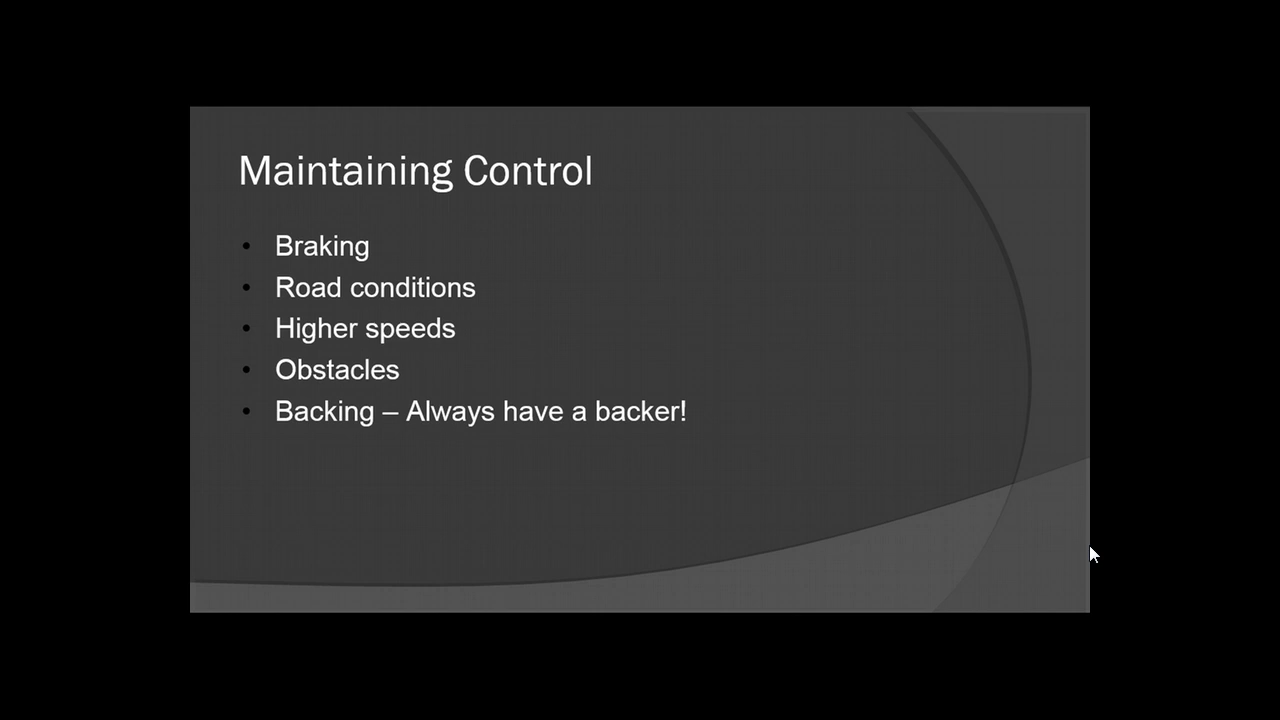 Maintaining Control
• Braking
• Road conditions
• Higher speeds
• Obstacles
• Backing – Always have a backer!